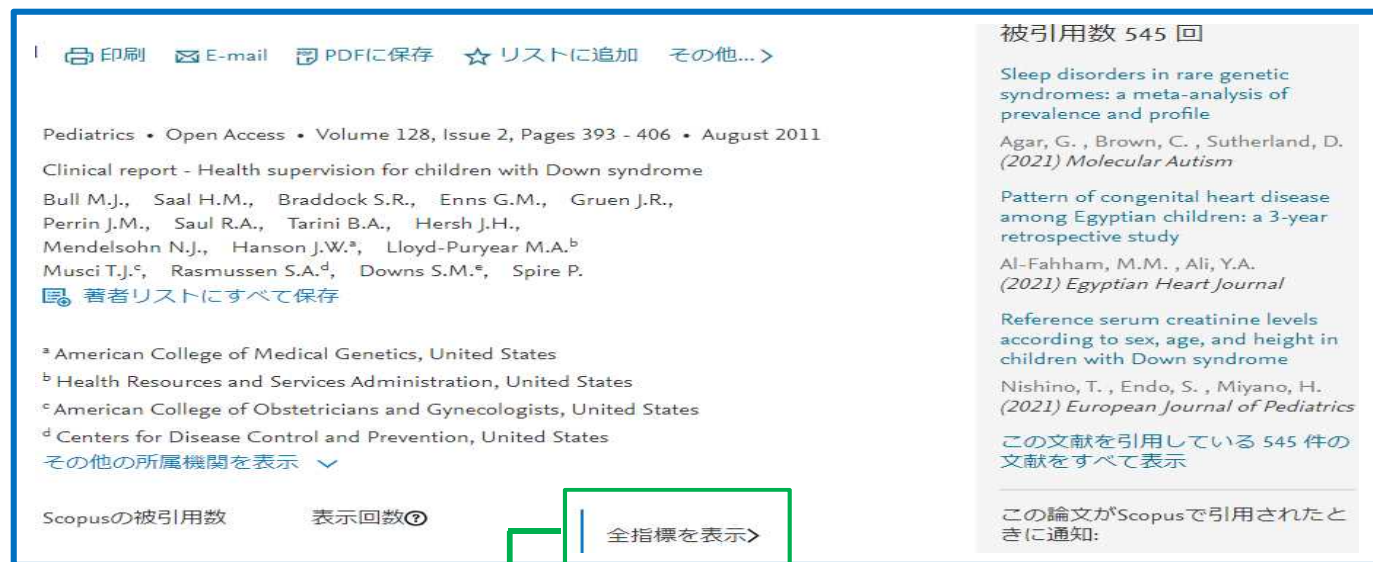 印刷 E-mail PDFに保存 リストに追加 その他...>
Pediatrics • Open Access • Volume 128, Issue 2, Pages 393 - 406 • August 2011
Clinical report - Health supervision for children with Down syndrome
Bull M.J., Saal H.M., Braddock S.R., Enns G.M., Gruen J.R.,
Perrin J.M., Saul R.A., Tarini B.A., Hersh J.H.,
Mendelsohn N.J., Hanson J.W.ᵃ, Lloyd-Puryear M.A.ᵇ
Musci T.J.ᶜ, Rasmussen S.A.ᵈ, Downs S.M.ᵉ, Spire P.
著者リストにすべて保存
ᵃ American College of Medical Genetics, United States
ᵇ Health Resources and Services Administration, United States
ᶜ American College of Obstetricians and Gynecologists, United States
ᵈ Centers for Disease Control and Prevention, United States
その他の所属機関を表示
Scopusの被引用数 表示回数?
全指標を表示>
被引用数 545 回
Sleep disorders in rare genetic
syndromes: a meta-analysis of
prevalence and profile
Agar, G. , Brown, C. , Sutherland, D.
(2021) Molecular Autism
Pattern of congenital heart disease
among Egyptian children: a 3-year
retrospective study
Al-Fahham, M.M. , Ali, Y.A.
(2021) Egyptian Heart Journal
Reference serum creatinine levels
according to sex, age, and height in
children with Down syndrome
Nishino, T. , Endo, S. , Miyano, H.
(2021) European Journal of Pediatrics
この文献を引用している 545 件の
文献をすべて表示
この論文がScopusで引用されたと
きに通知: